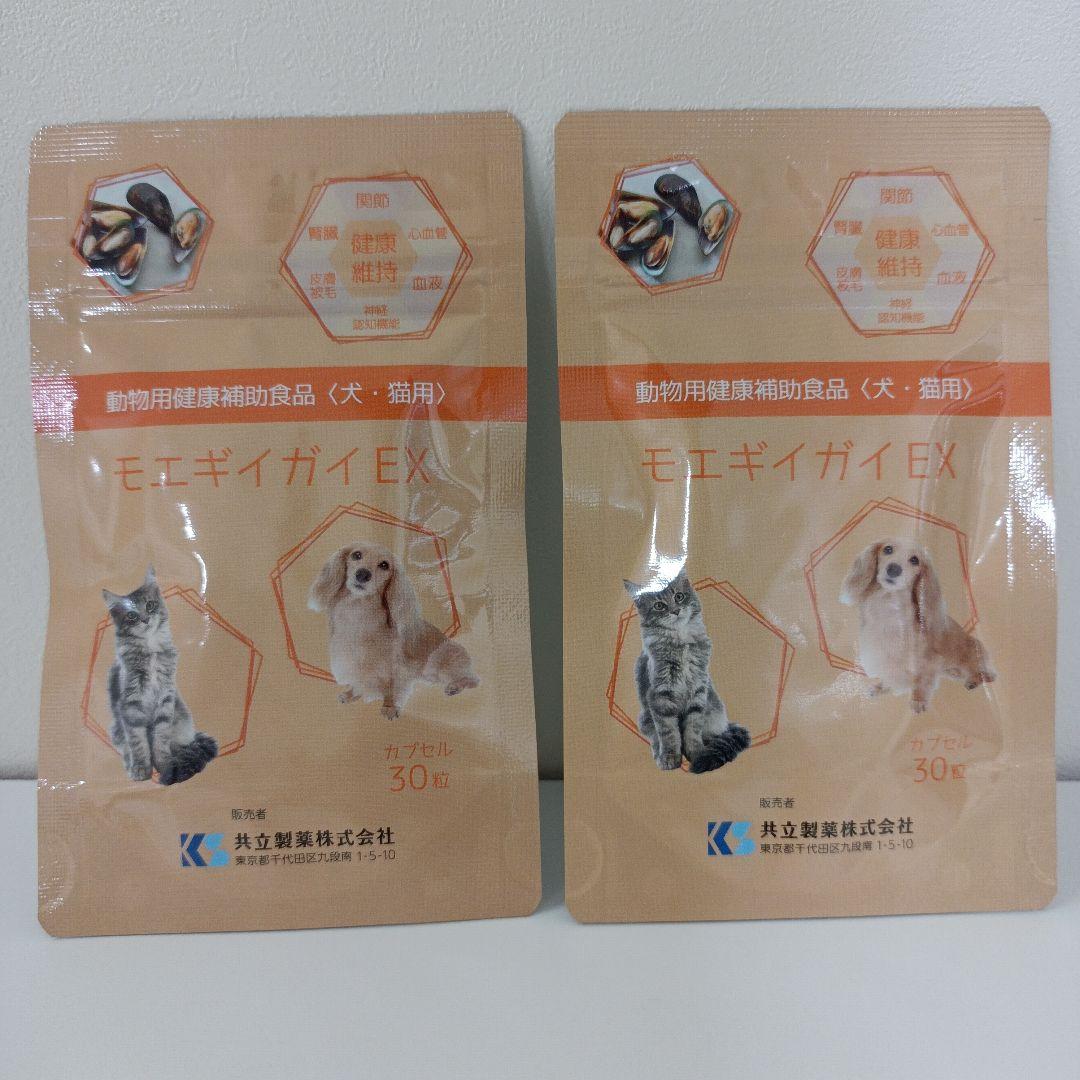 関節
腎臓
心血管
健康
維持
皮膚
被毛
血液
神経
認知機能
動物用健康補助食品〈犬・猫用〉
モエギイガイEX
カプセル
30粒
販売者
KS 共立製薬株式会社
東京都千代田区九段南 1-5-10
関節
腎臓
心血管
健康
維持
皮膚
被毛
血液
神経
認知機能
動物用健康補助食品〈犬・猫用〉
モエギイガイEX
カプセル
30粒
販売者
KS 共立製薬株式会社
東京都千代田区九段南 1-5-10